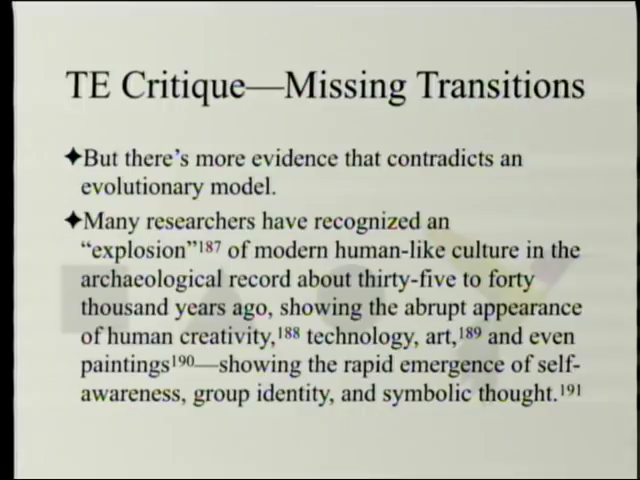 TE Critique—Missing Transitions
✦But there's more evidence that contradicts an
evolutionary model.
✦Many researchers have recognized an
“explosion”¹⁸⁷ of modern human-like culture in the
archaeological record about thirty-five to forty
thousand years ago, showing the abrupt appearance
of human creativity,¹⁸⁸ technology, art,¹⁸⁹ and even
paintings¹⁹⁰—showing the rapid emergence of self-
awareness, group identity, and symbolic thought.¹⁹¹